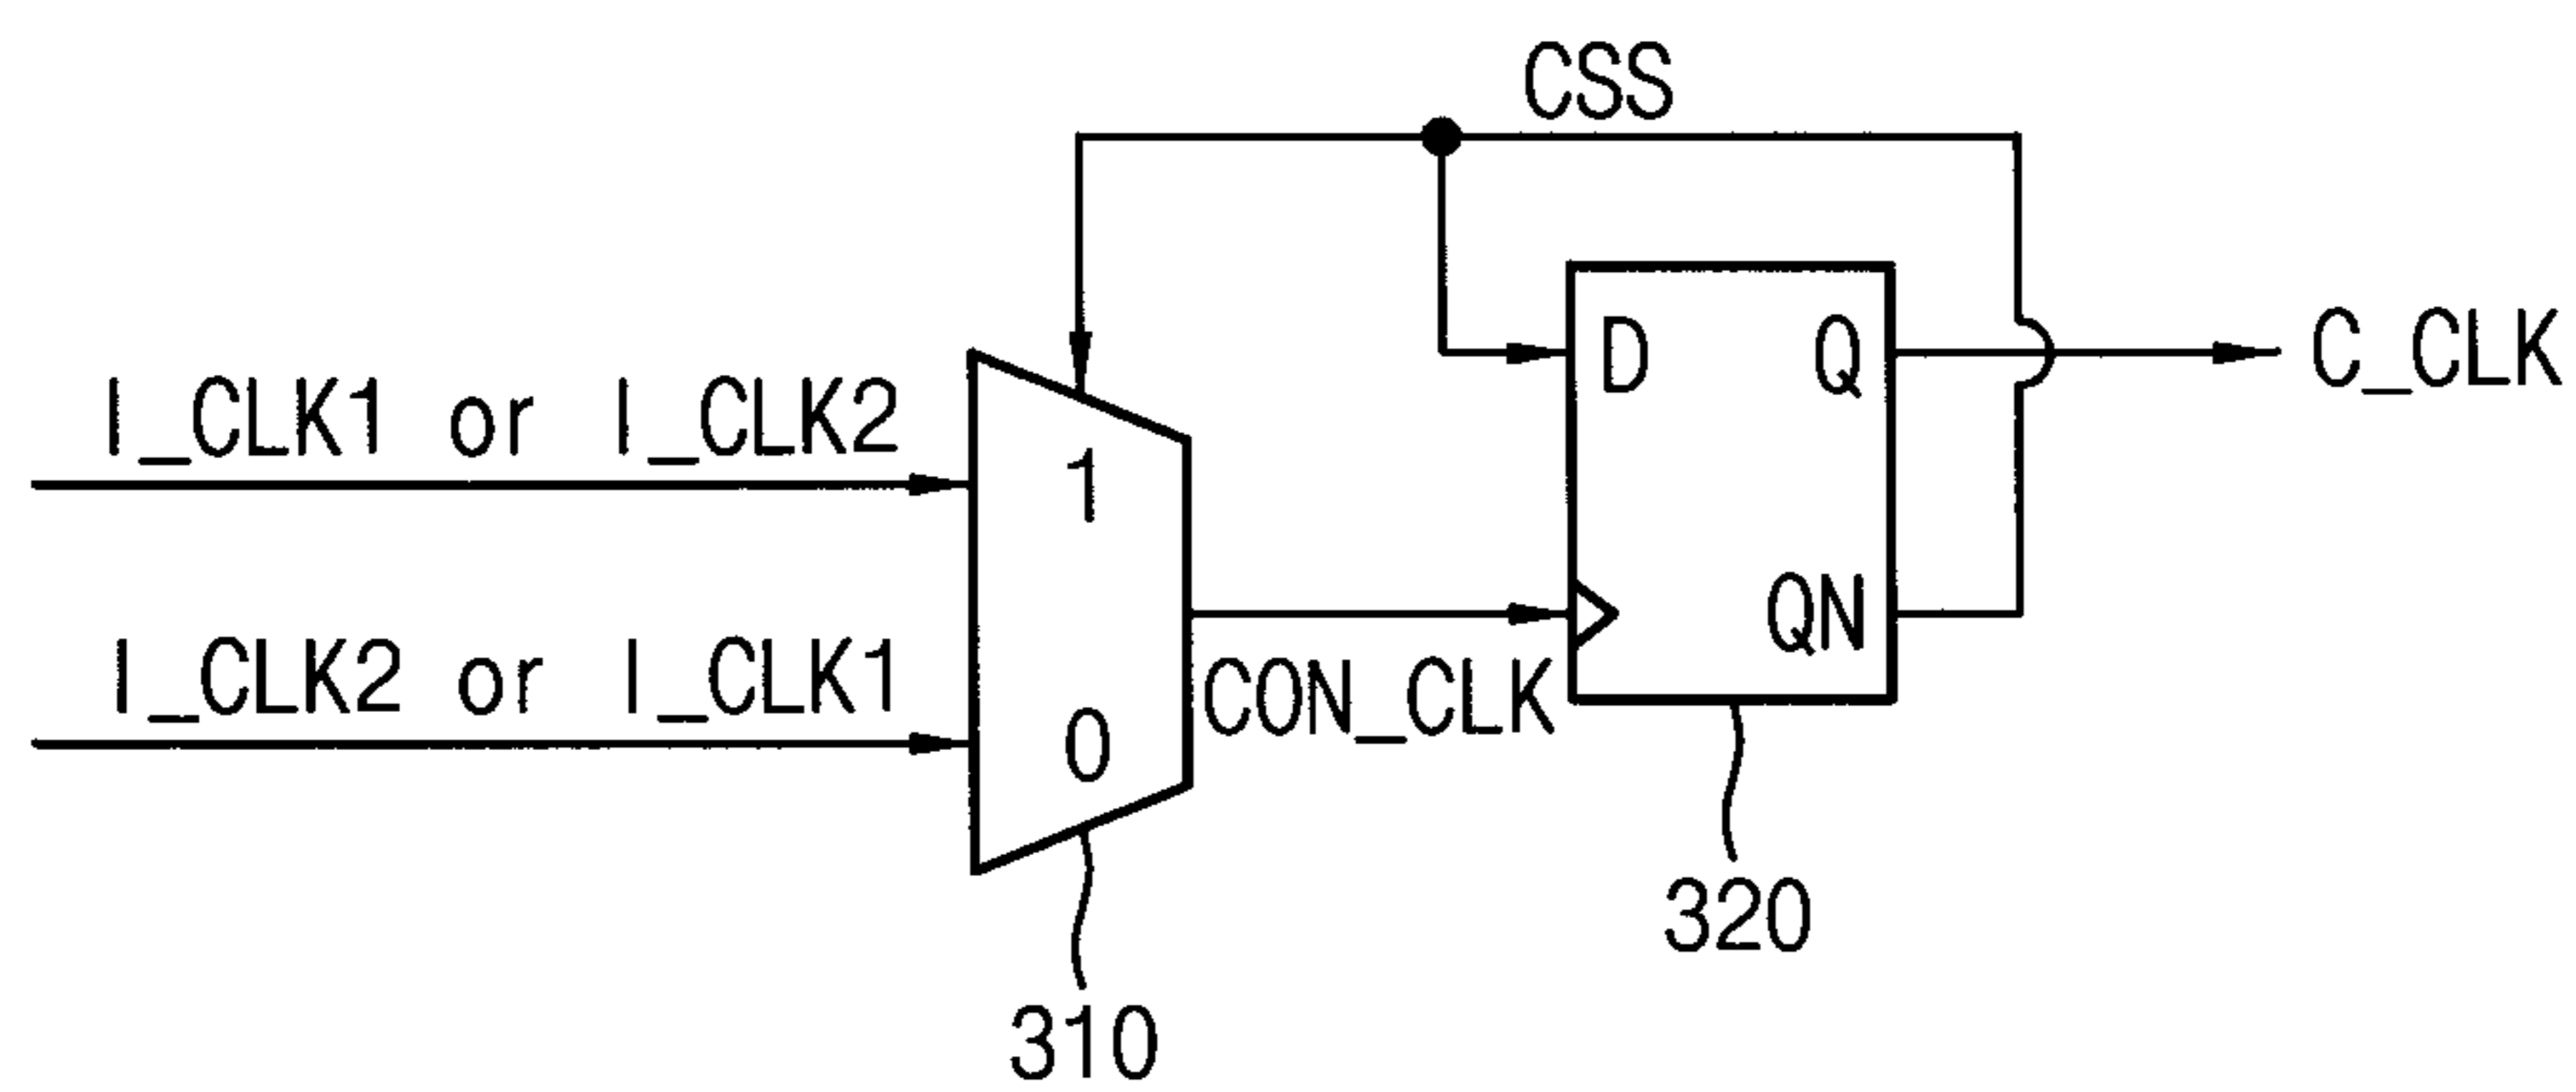 CSS
I_CLK1 or I_CLK2
1
D
Q
C_CLK
I_CLK2 or I_CLK1
0
CON_CLK
QN
320
310